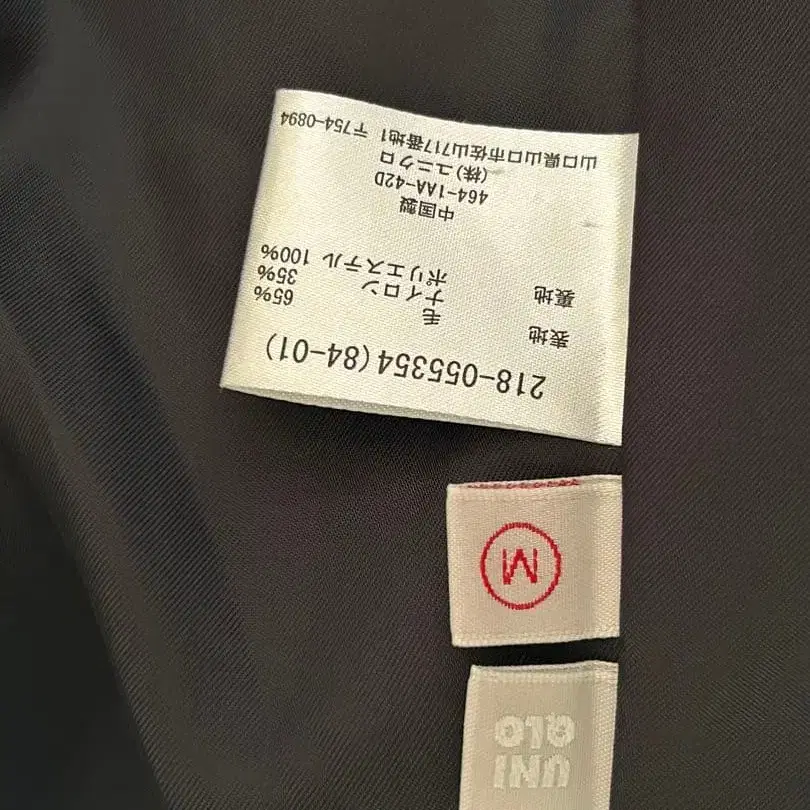 UNI
QLO
M
218-055354(84-01)
表地 毛 65%
ナイロン 35%
裏地 ポリエステル 100%
中国製
464-1AA-42D
(株)ユニクロ
山口県山口市佐山717番地1 〒754-0894